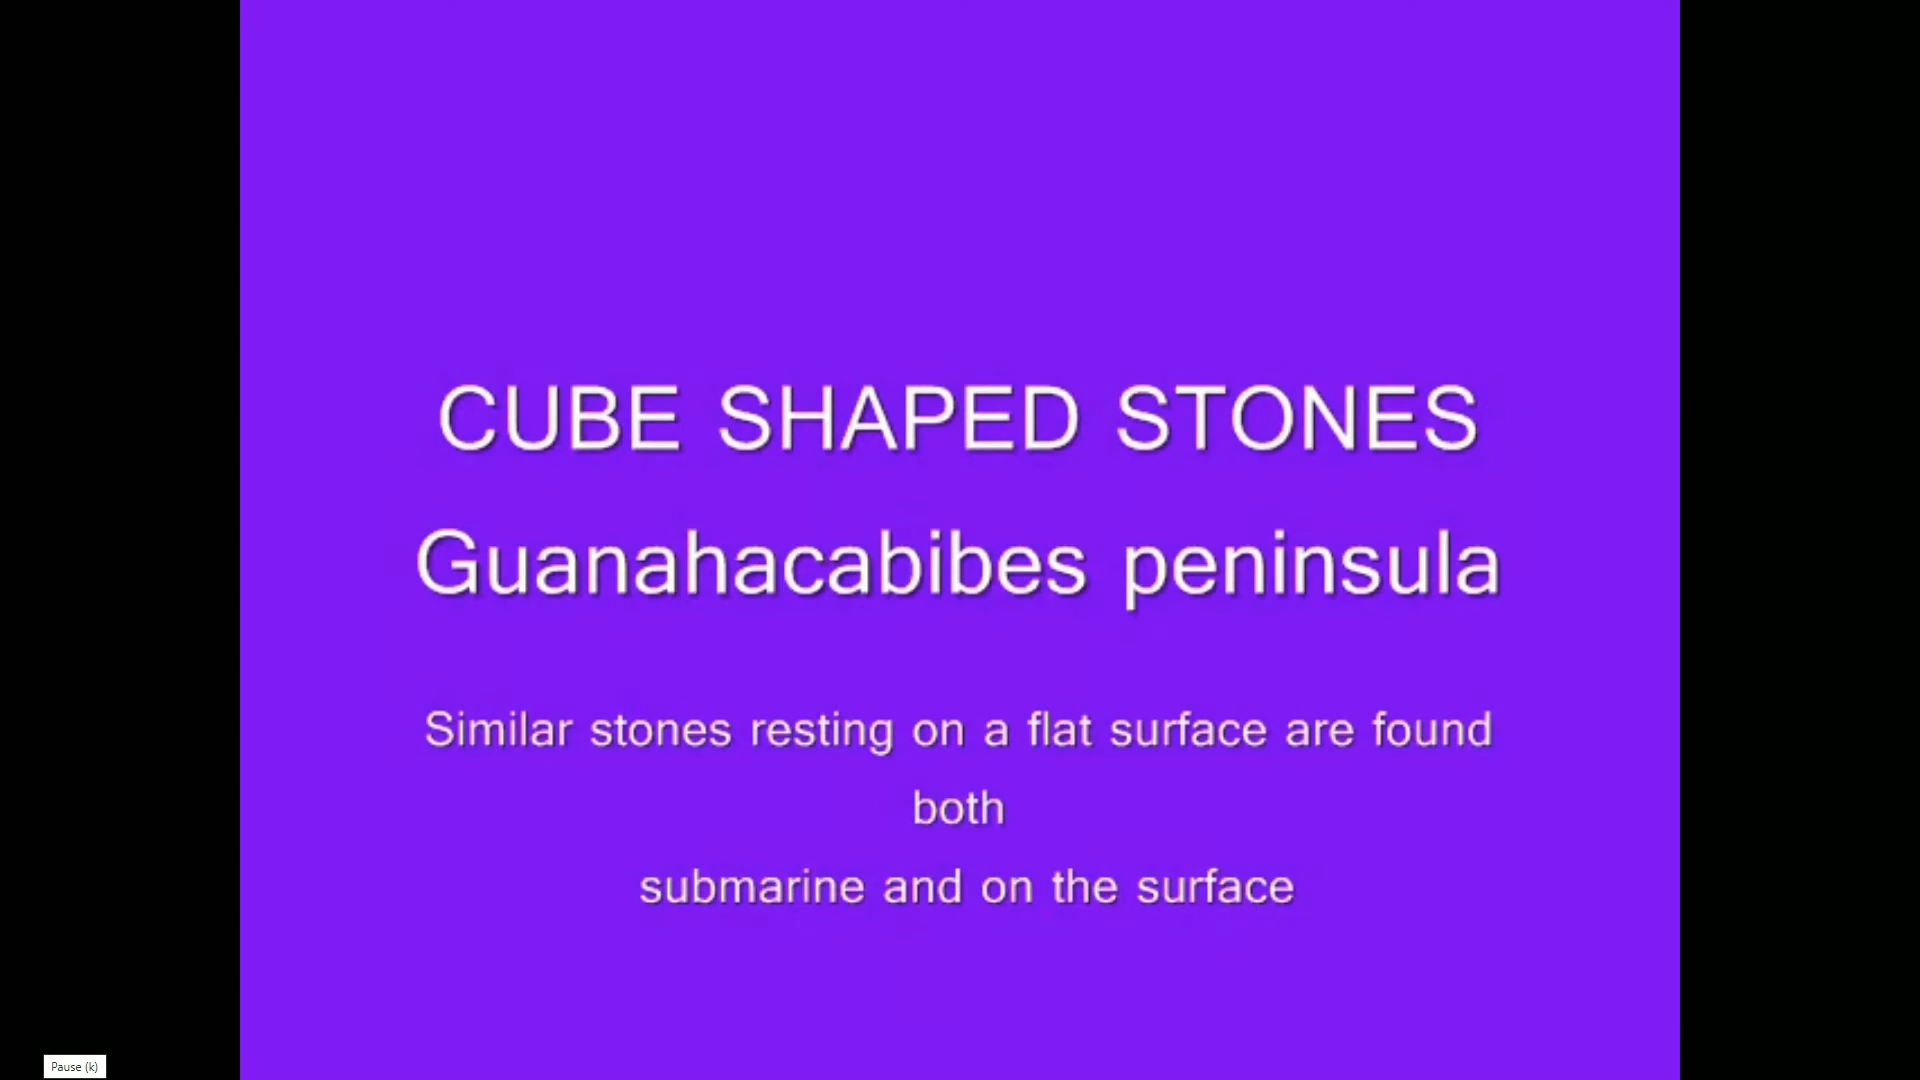 CUBE SHAPED STONES
Guanahacabibes peninsula
Similar stones resting on a flat surface are found
both
submarine and on the surface
Pause (k)